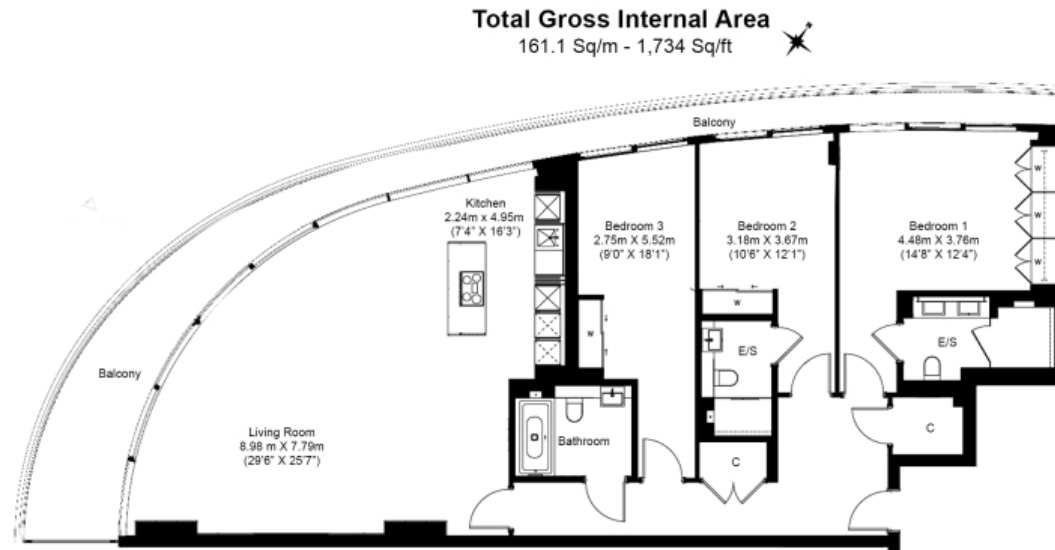 Total Gross Internal Area
161.1 Sq/m - 1,734 Sq/ft
Balcony
Kitchen
2.24m x 4.95m
(7'4" X 16'3")
Bedroom 3
2.75m X 5.52m
(9'0" X 18'1")
Bedroom 2
3.18m X 3.67m
(10'6" X 12'1")
Bedroom 1
4.48m X 3.76m
(14'8" X 12'4")
W
W
W
W
W
E/S
E/S
Balcony
Living Room
8.98 m X 7.79m
(29'6" X 25'7")
Bathroom
C
C